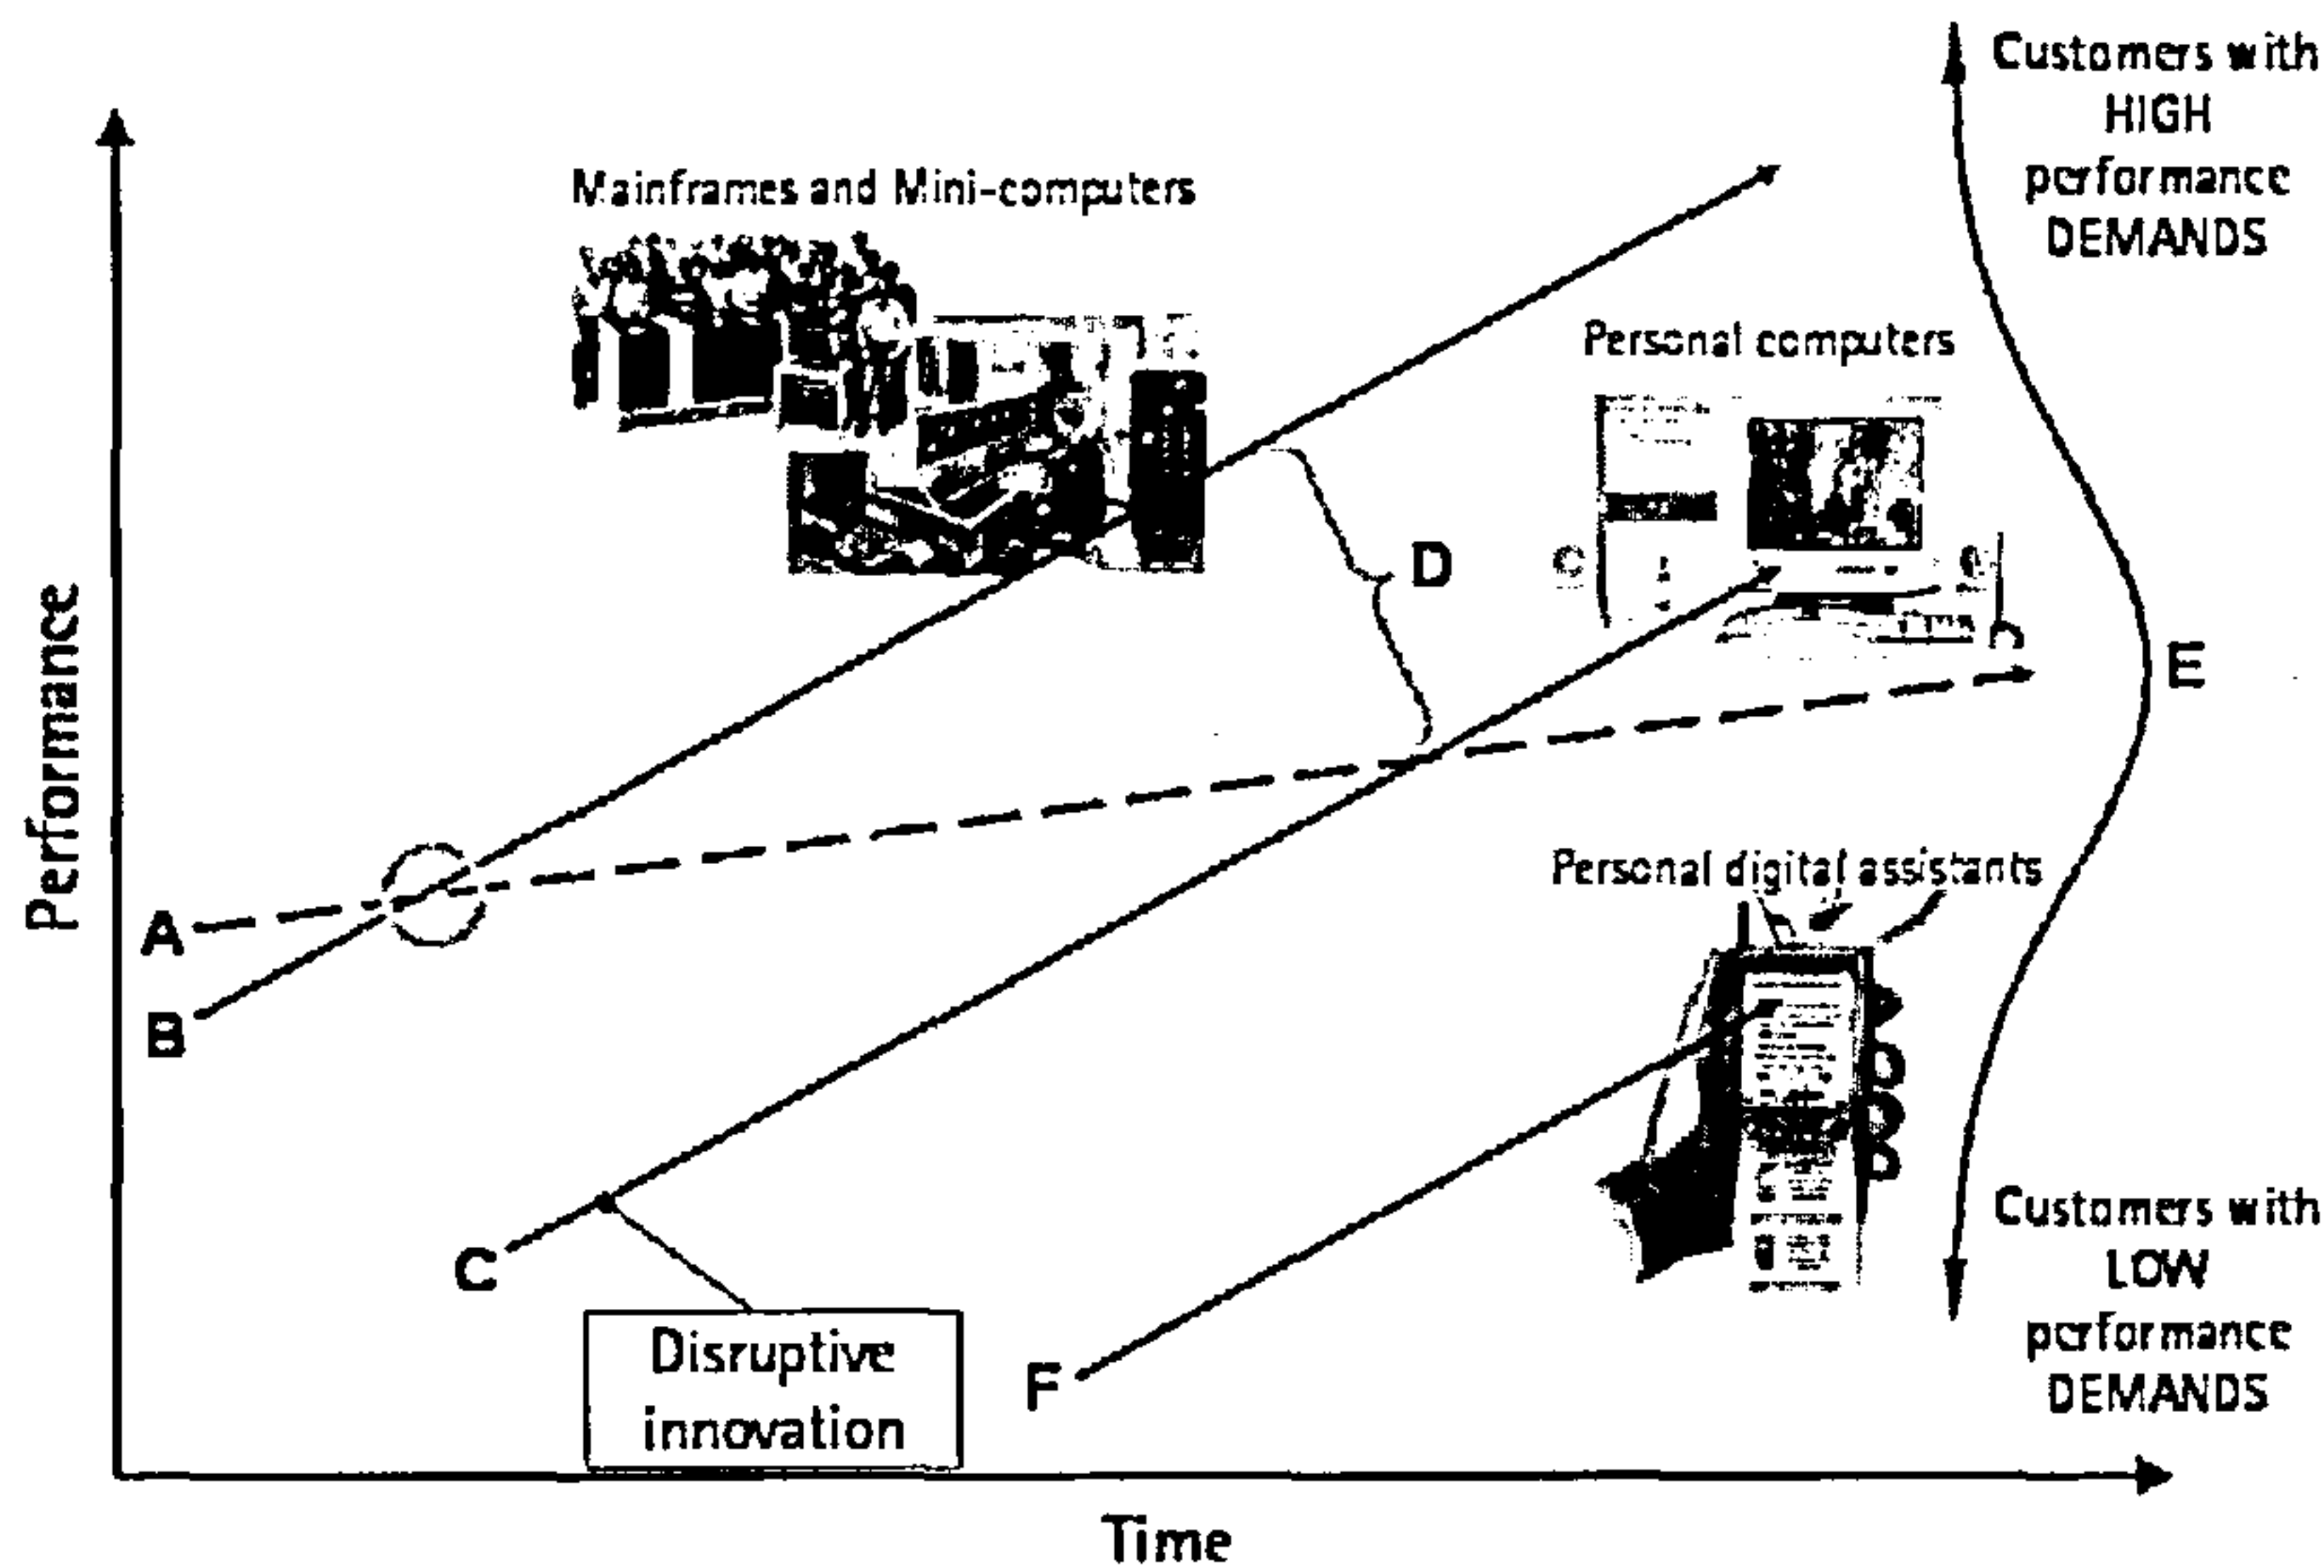 Customers with
HIGH
performance
DEMANDS
Mainframes and Mini-computers
Personal computers
D
E
Performance
A
B
Personal digital assistants
C
Disruptive
innovation
F
Customers with
LOW
performance
DEMANDS
Time